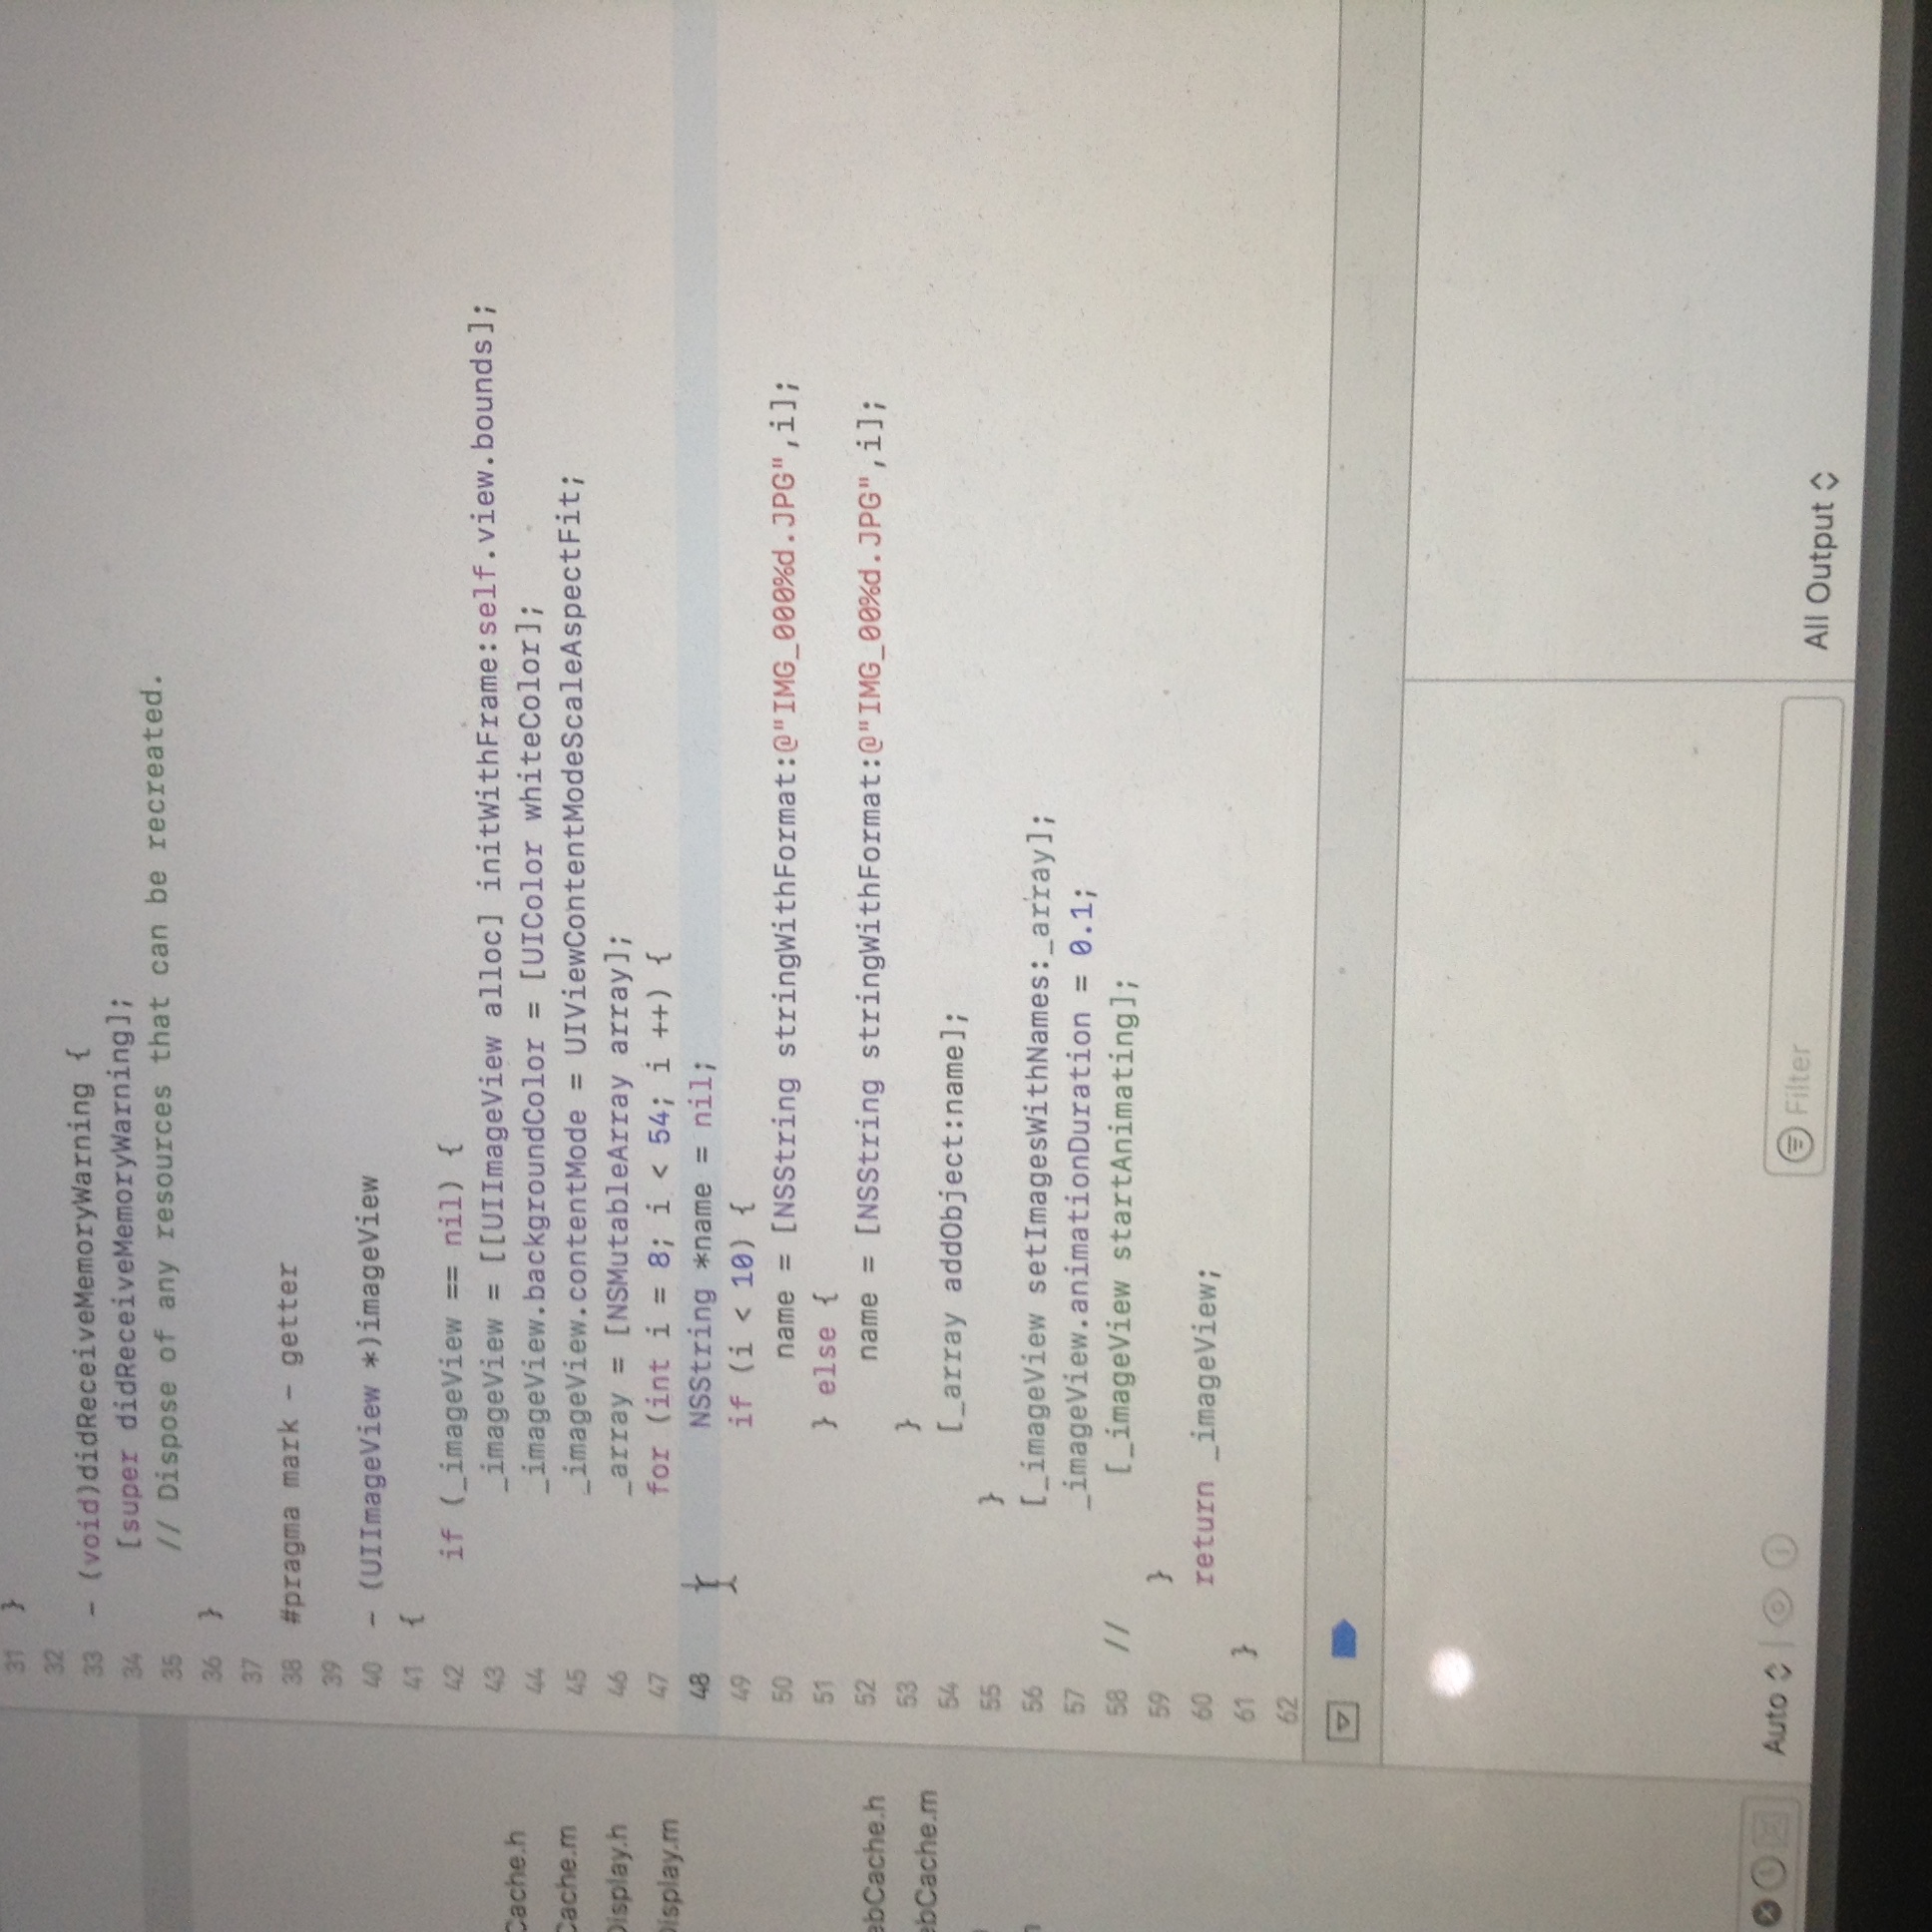 31 }
32
33 - (void)didReceiveMemoryWarning {
34 [super didReceiveMemoryWarning];
35 // Dispose of any resources that can be recreated.
36 }
37
38 #pragma mark - getter
39
40 - (UIImageView *)imageView
41 {
42 if (_imageView == nil) {
43 _imageView = [[UIImageView alloc] initWithFrame:self.view.bounds];
44 _imageView.backgroundColor = [UIColor whiteColor];
45 _imageView.contentMode = UIViewContentModeScaleAspectFit;
46 _array = [NSMutableArray array];
47 for (int i = 8; i < 54; i ++) {
48 NSString *name = nil;
49 if (i < 10) {
50 name = [NSString stringWithFormat:@"IMG_000%d.JPG",i];
51 } else {
52 name = [NSString stringWithFormat:@"IMG_00%d.JPG",i];
53 }
54 [_array addObject:name];
55 }
56 [_imageView setImagesWithNames:_array];
57 _imageView.animationDuration = 0.1;
58 // [_imageView startAnimating];
59 }
60 return _imageView;
61 }
62
Cache.h
Cache.m
Display.h
Display.m
ebCache.h
ebCache.m
Auto
Filter
All Output